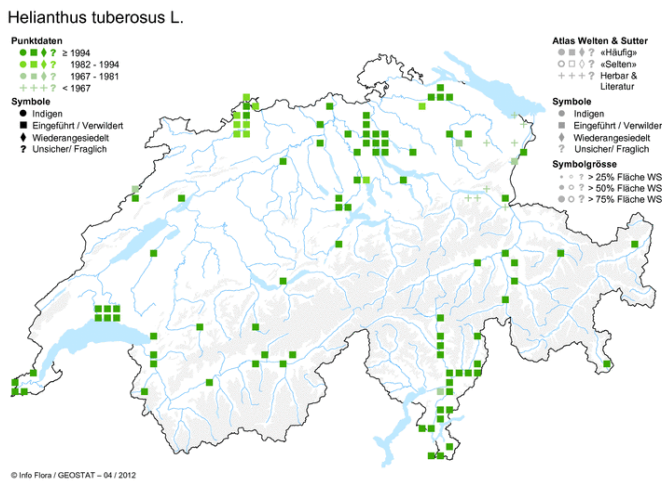 Helianthus tuberosus L.
Punktdaten
? ≥ 1994
? 1982 - 1994
? 1967 - 1981
+ + + + < 1967
Symbole
Indigen
Eingeführt / Verwildert
Wiederangesiedelt
? Unsicher/ Fraglich
Atlas Welten & Sutter
? «Häufig»
? «Selten»
+ + + Herbar &
Literatur
Symbole
Indigen
Eingeführt / Verwilder
Wiederangesiedelt
? Unsicher/ Fraglich
Symbolgrösse
? > 25% Fläche WS
? > 50% Fläche WS
? > 75% Fläche WS
© Info Flora / GEOSTAT – 04 / 2012